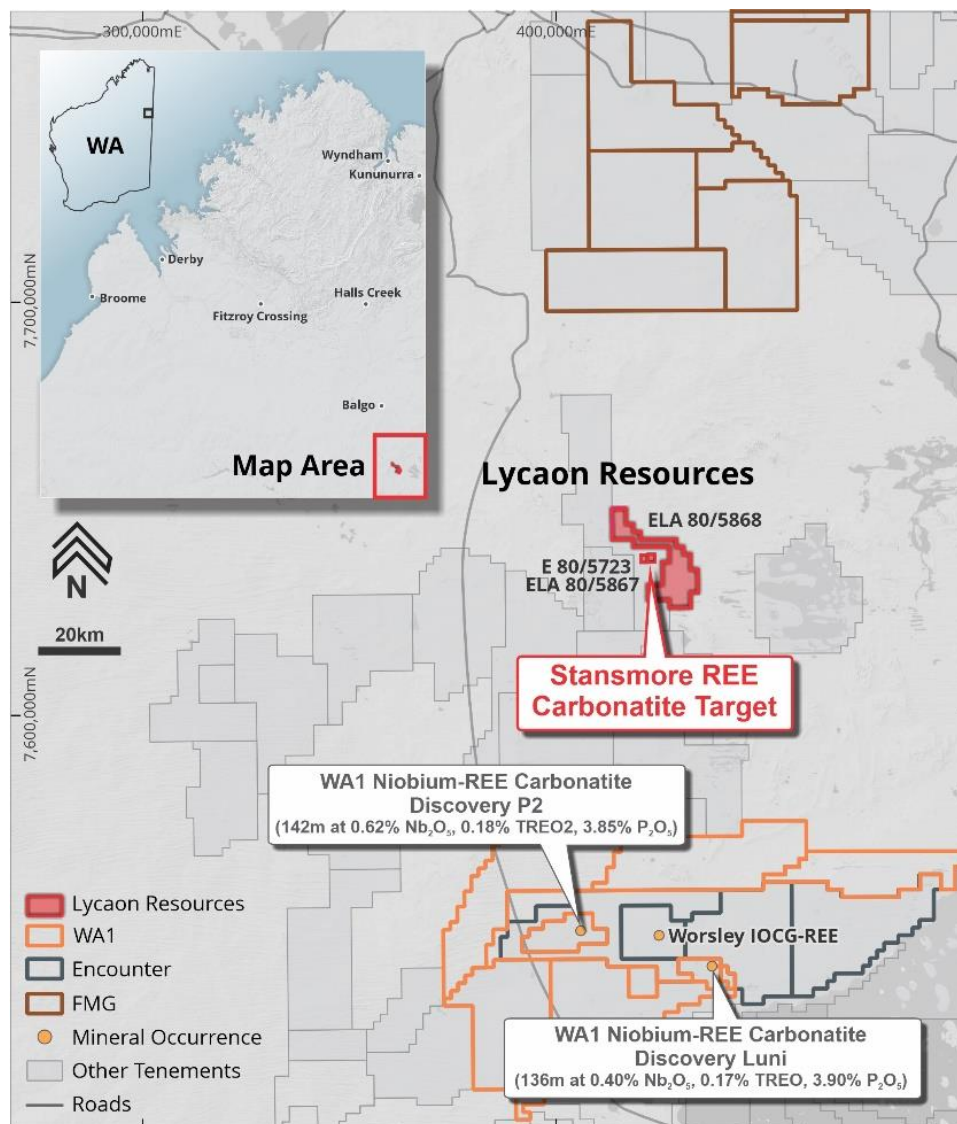 300,000mE
400,000mE
WA
Wyndham
Kununurra
Derby
Broome
Halls Creek
Fitzroy Crossing
Balgo
Map Area
7,700,000mN
Lycaon Resources
ELA 80/5868
E 80/5723
ELA 80/5867
N
20km
Stansmore REE
Carbonatite Target
7,600,000mN
WA1 Niobium-REE Carbonatite
Discovery P2
(142m at 0.62% Nb₂O₅, 0.18% TREO2, 3.85% P₂O₅)
Lycaon Resources
WA1
Encounter
FMG
Mineral Occurrence
Other Tenements
Roads
Worsley IOCG-REE
WA1 Niobium-REE Carbonatite
Discovery Luni
(136m at 0.40% Nb₂O₅, 0.17% TREO, 3.90% P₂O₅)